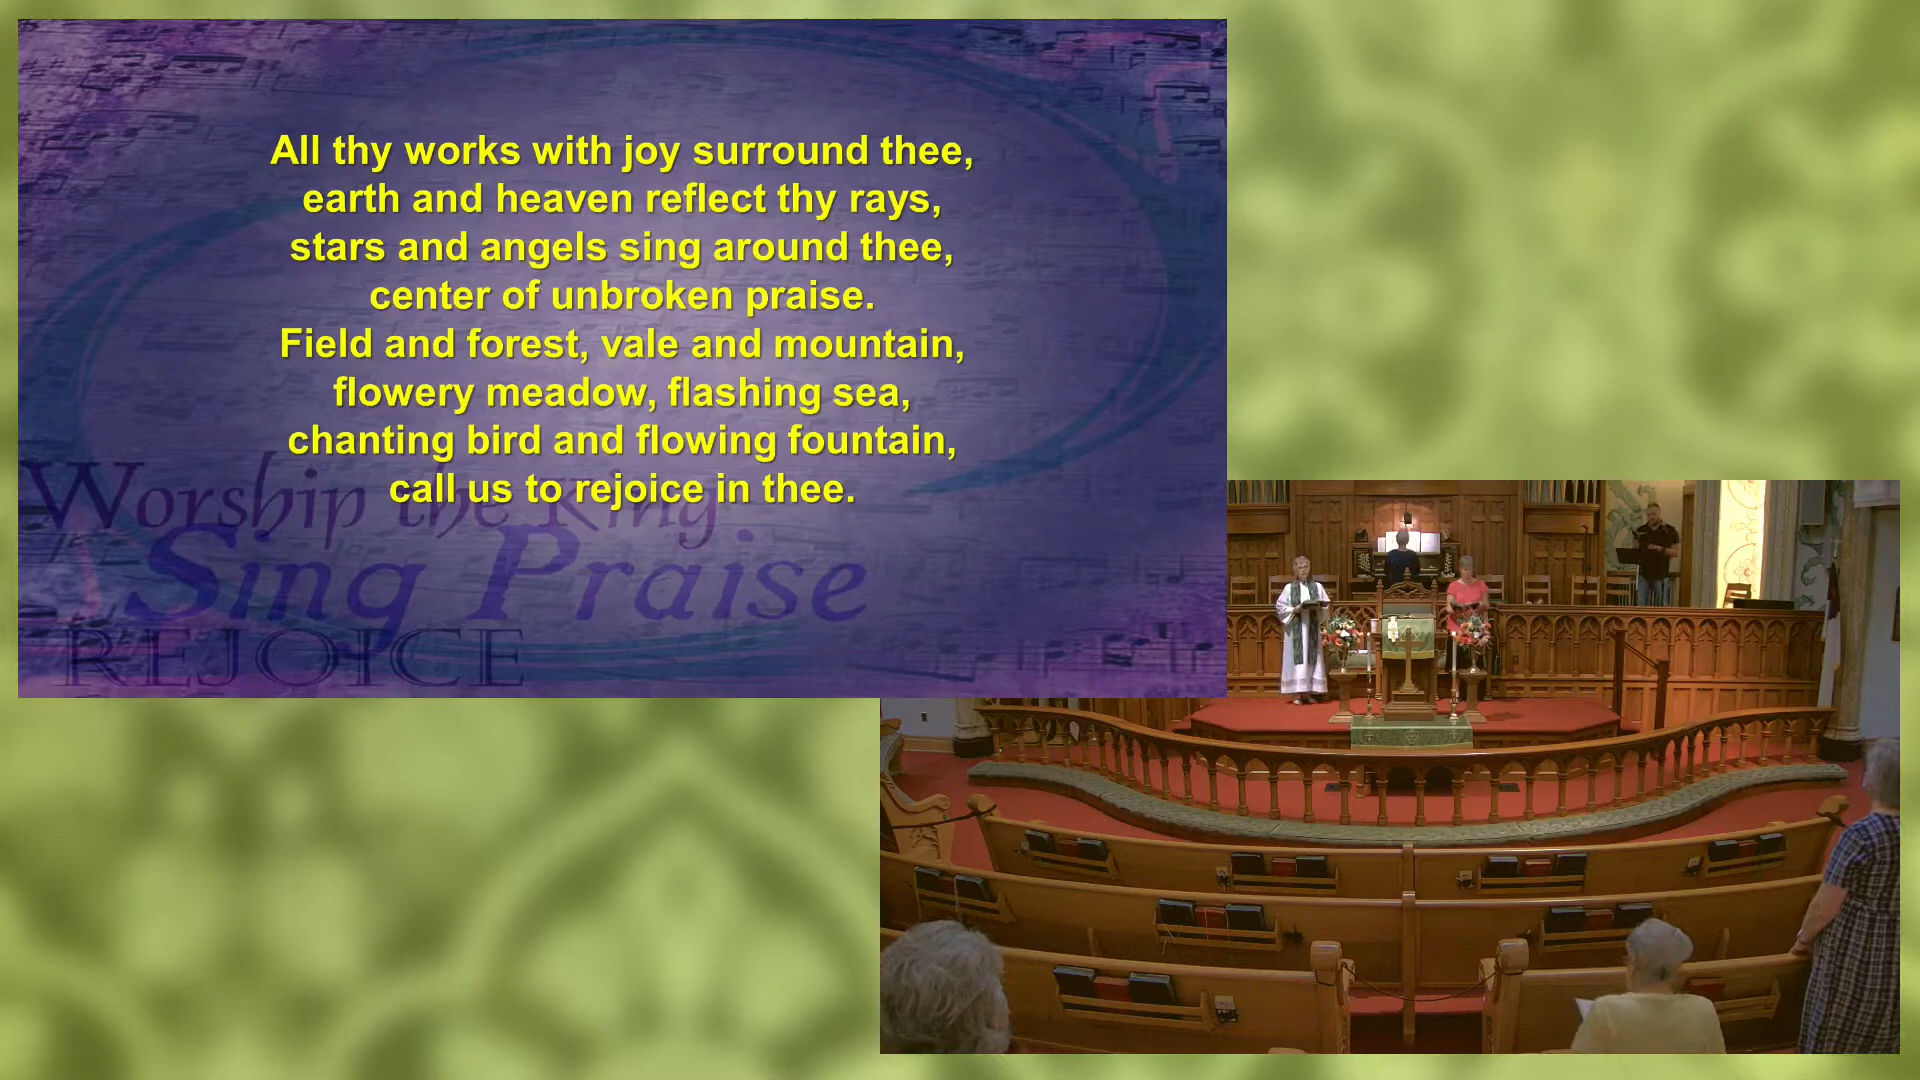 All thy works with joy surround thee,
earth and heaven reflect thy rays,
stars and angels sing around thee,
center of unbroken praise.
Field and forest, vale and mountain,
flowery meadow, flashing sea,
chanting bird and flowing fountain,
call us to rejoice in thee.
Worship the King
Sing Praise
REJOICE